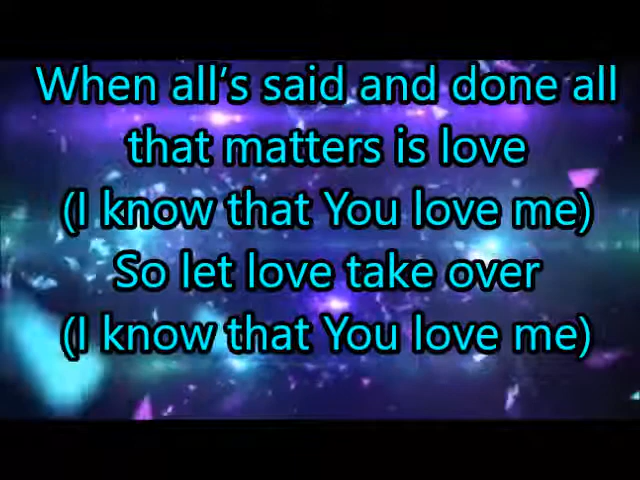 When all’s said and done all
that matters is love
(I know that You love me)
So let love take over
(I know that You love me)